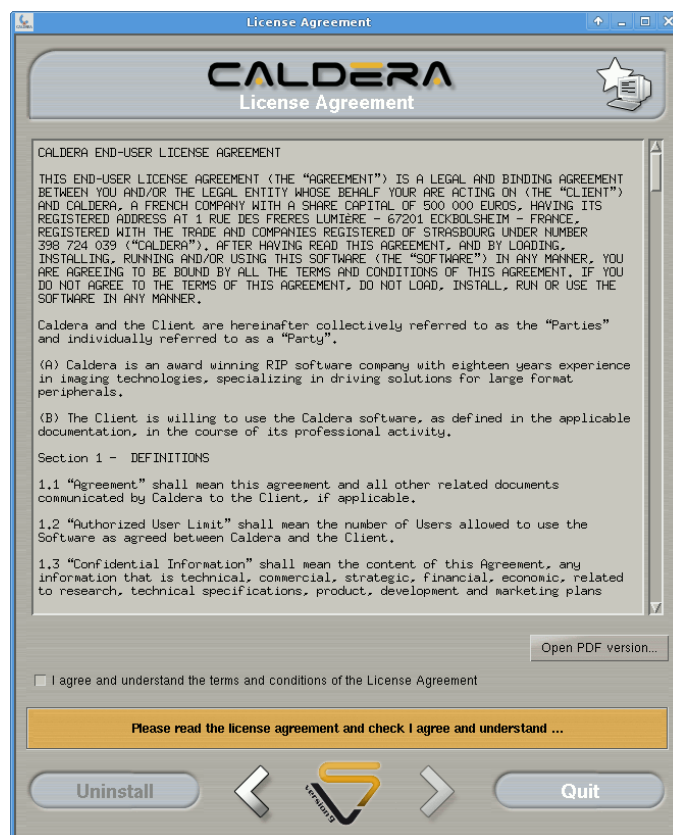 License Agreement
CALDERA
License Agreement
CALDERA END-USER LICENSE AGREEMENT
THIS END-USER LICENSE AGREEMENT (THE “AGREEMENT”) IS A LEGAL AND BINDING AGREEMENT
BETWEEN YOU AND/OR THE LEGAL ENTITY WHOSE BEHALF YOUR ARE ACTING ON (THE “CLIENT”)
AND CALDERA, A FRENCH COMPANY WITH A SHARE CAPITAL OF 500 000 EUROS, HAVING ITS
REGISTERED ADDRESS AT 1 RUE DES FRERES LUMIÈRE – 67201 ECKBOLSHEIM – FRANCE,
REGISTERED WITH THE TRADE AND COMPANIES REGISTERED OF STRASBOURG UNDER NUMBER
398 724 039 (“CALDERA”). AFTER HAVING READ THIS AGREEMENT, AND BY LOADING,
INSTALLING, RUNNING AND/OR USING THIS SOFTWARE (THE “SOFTWARE”) IN ANY MANNER, YOU
ARE AGREEING TO BE BOUND BY ALL THE TERMS AND CONDITIONS OF THIS AGREEMENT. IF YOU
DO NOT AGREE TO THE TERMS OF THIS AGREEMENT, DO NOT LOAD, INSTALL, RUN OR USE THE
SOFTWARE IN ANY MANNER.
Caldera and the Client are hereinafter collectively referred to as the “Parties”
and individually referred to as a “Party”.
(A) Caldera is an award winning RIP software company with eighteen years experience
in imaging technologies, specializing in driving solutions for large format
peripherals.
(B) The Client is willing to use the Caldera software, as defined in the applicable
documentation, in the course of its professional activity.
Section 1 –  DEFINITIONS
1.1 “Agreement” shall mean this agreement and all other related documents
communicated by Caldera to the Client, if applicable.
1.2 “Authorized User Limit” shall mean the number of Users allowed to use the
Software as agreed between Caldera and the Client.
1.3 “Confidential Information” shall mean the content of this Agreement, any
information that is technical, commercial, strategic, financial, economic, related
to research, technical specifications, product, development and marketing plans
Open PDF version...
I agree and understand the terms and conditions of the License Agreement
Please read the license agreement and check I agree and understand ...
Uninstall
version9
Quit